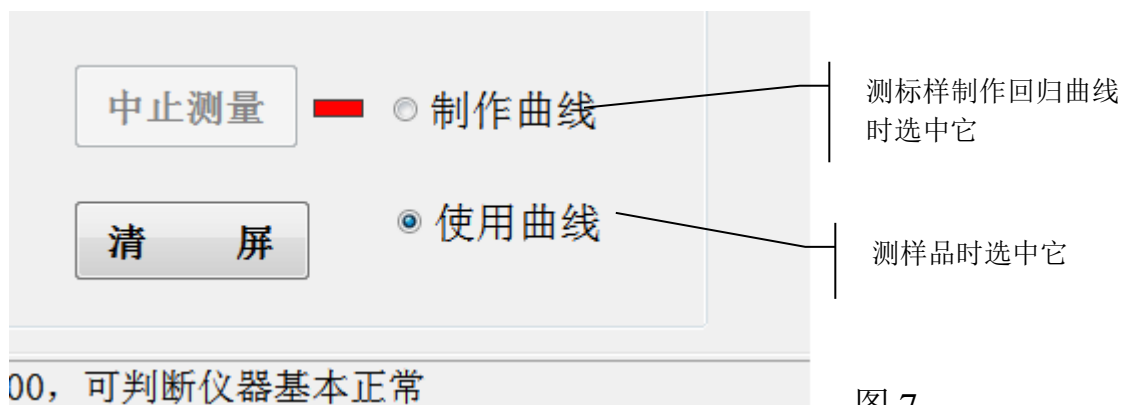 中止测量
制作曲线
测标样制作回归曲线
时选中它
清 屏
使用曲线
测样品时选中它
00，可判断仪器基本正常
图 7